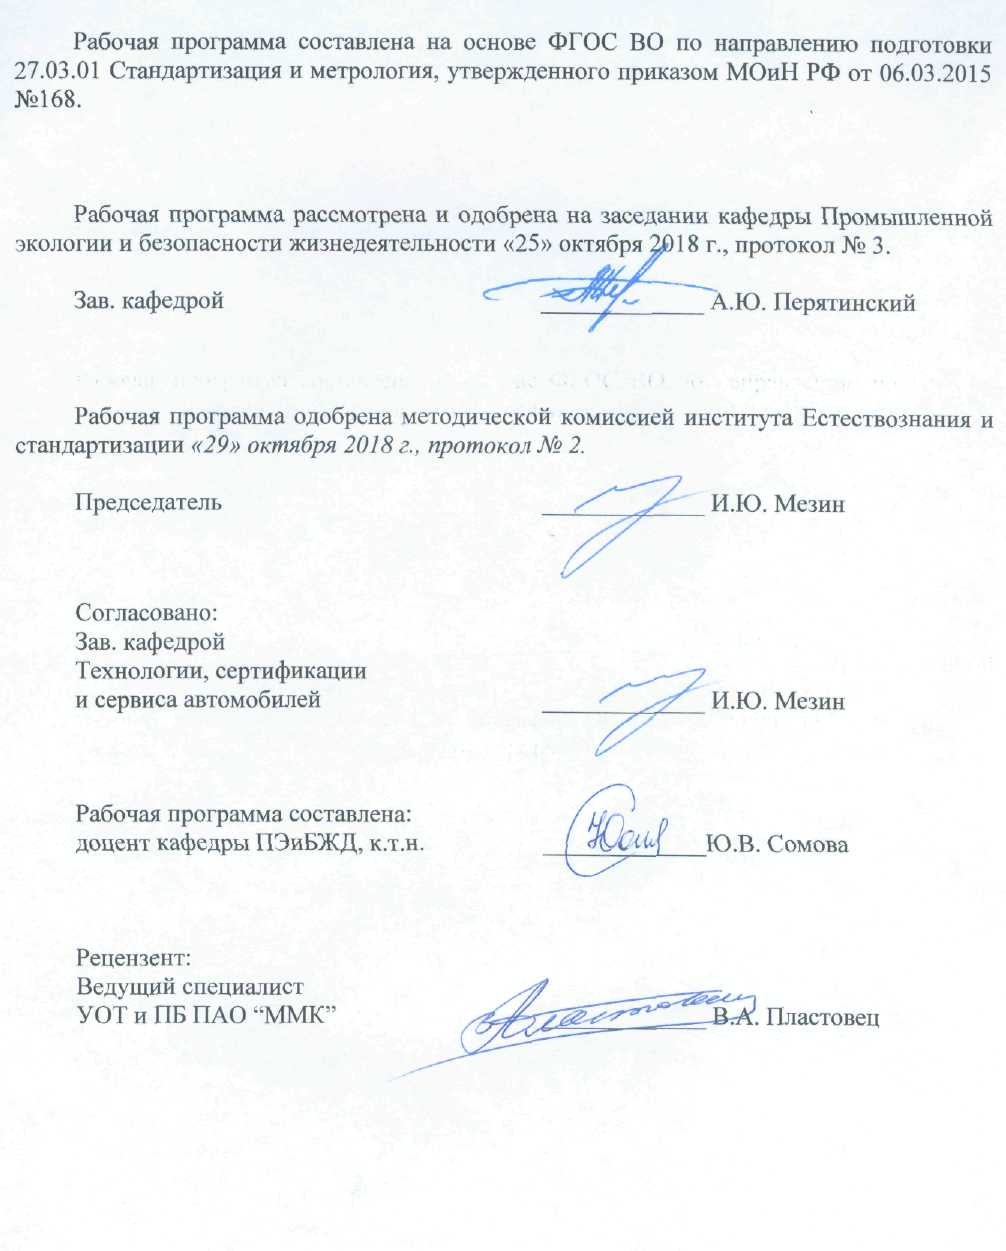 Рабочая программа составлена на основе ФГОС ВО по направлению подготовки
27.03.01 Стандартизация и метрология, утвержденного приказом МОиН РФ от 06.03.2015
№168.
Рабочая программа рассмотрена и одобрена на заседании кафедры Промышленной
экологии и безопасности жизнедеятельности «25» октября 2018 г., протокол № 3.
Зав. кафедрой А.Ю. Перятинский
Рабочая программа одобрена методической комиссией института Естествознания и
стандартизации «29» октября 2018 г., протокол № 2.
Председатель И.Ю. Мезин
Согласовано:
Зав. кафедрой
Технологии, сертификации
и сервиса автомобилей И.Ю. Мезин
Рабочая программа составлена:
доцент кафедры ПЭиБЖД, к.т.н. Ю.В. Сомова
Рецензент:
Ведущий специалист
УОТ и ПБ ПАО “ММК” В.А. Пластовец